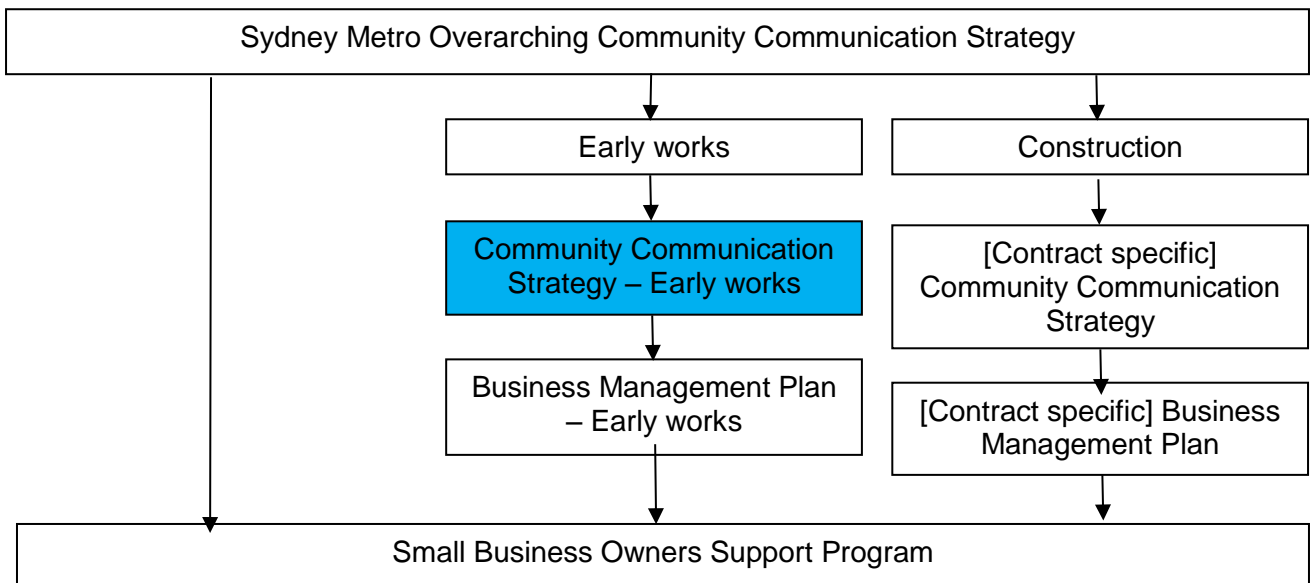 Sydney Metro Overarching Community Communication Strategy
Early works
Construction
Community Communication
Strategy – Early works
[Contract specific]
Community Communication
Strategy
Business Management Plan
– Early works
[Contract specific] Business
Management Plan
Small Business Owners Support Program